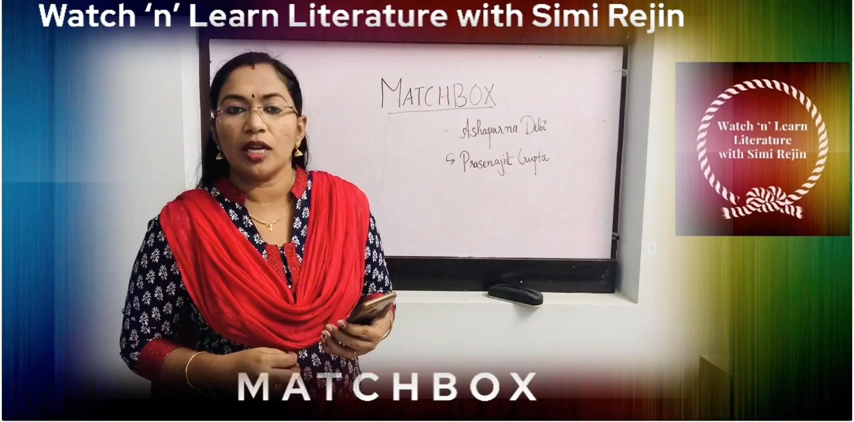 Watch ‘n’ Learn Literature with Simi Rejin
MATCHBOX
- Ashapurna Debi
Prasenajit Gupta
Watch ‘n’ Learn
Literature
with Simi Rejin
MATCHBOX